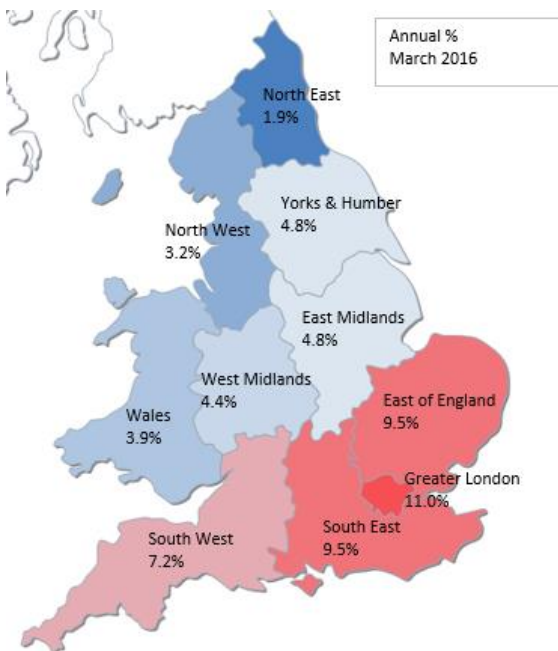 Annual %
March 2016
North East
1.9%
Yorks & Humber
4.8%
North West
3.2%
East Midlands
4.8%
West Midlands
4.4%
Wales
3.9%
East of England
9.5%
Greater London
11.0%
South West
7.2%
South East
9.5%